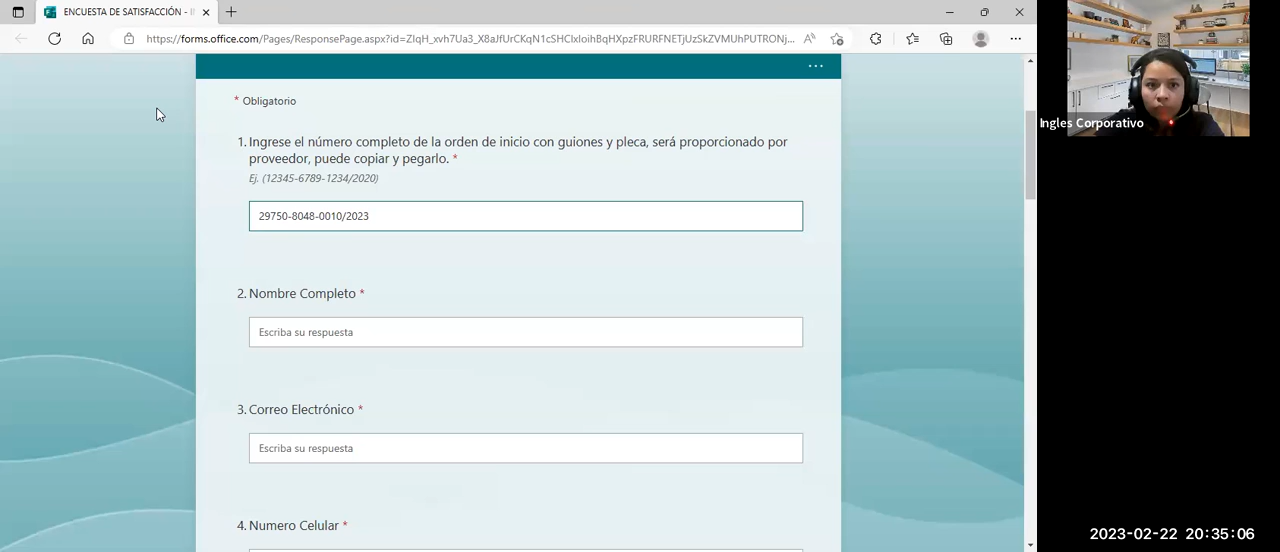 ENCUESTA DE SATISFACCIÓN - I
https://forms.office.com/Pages/ResponsePage.aspx?id=
* Obligatorio
1. Ingrese el número completo de la orden de inicio con guiones y pleca, será proporcionado por
proveedor, puede copiar y pegarlo. *
Ej. (12345-6789-1234/2020)
29750-8048-0010/2023
2. Nombre Completo *
Escriba su respuesta
3. Correo Electrónico *
Escriba su respuesta
4. Numero Celular *
Ingles Corporativo
2023-02-22 20:35:06